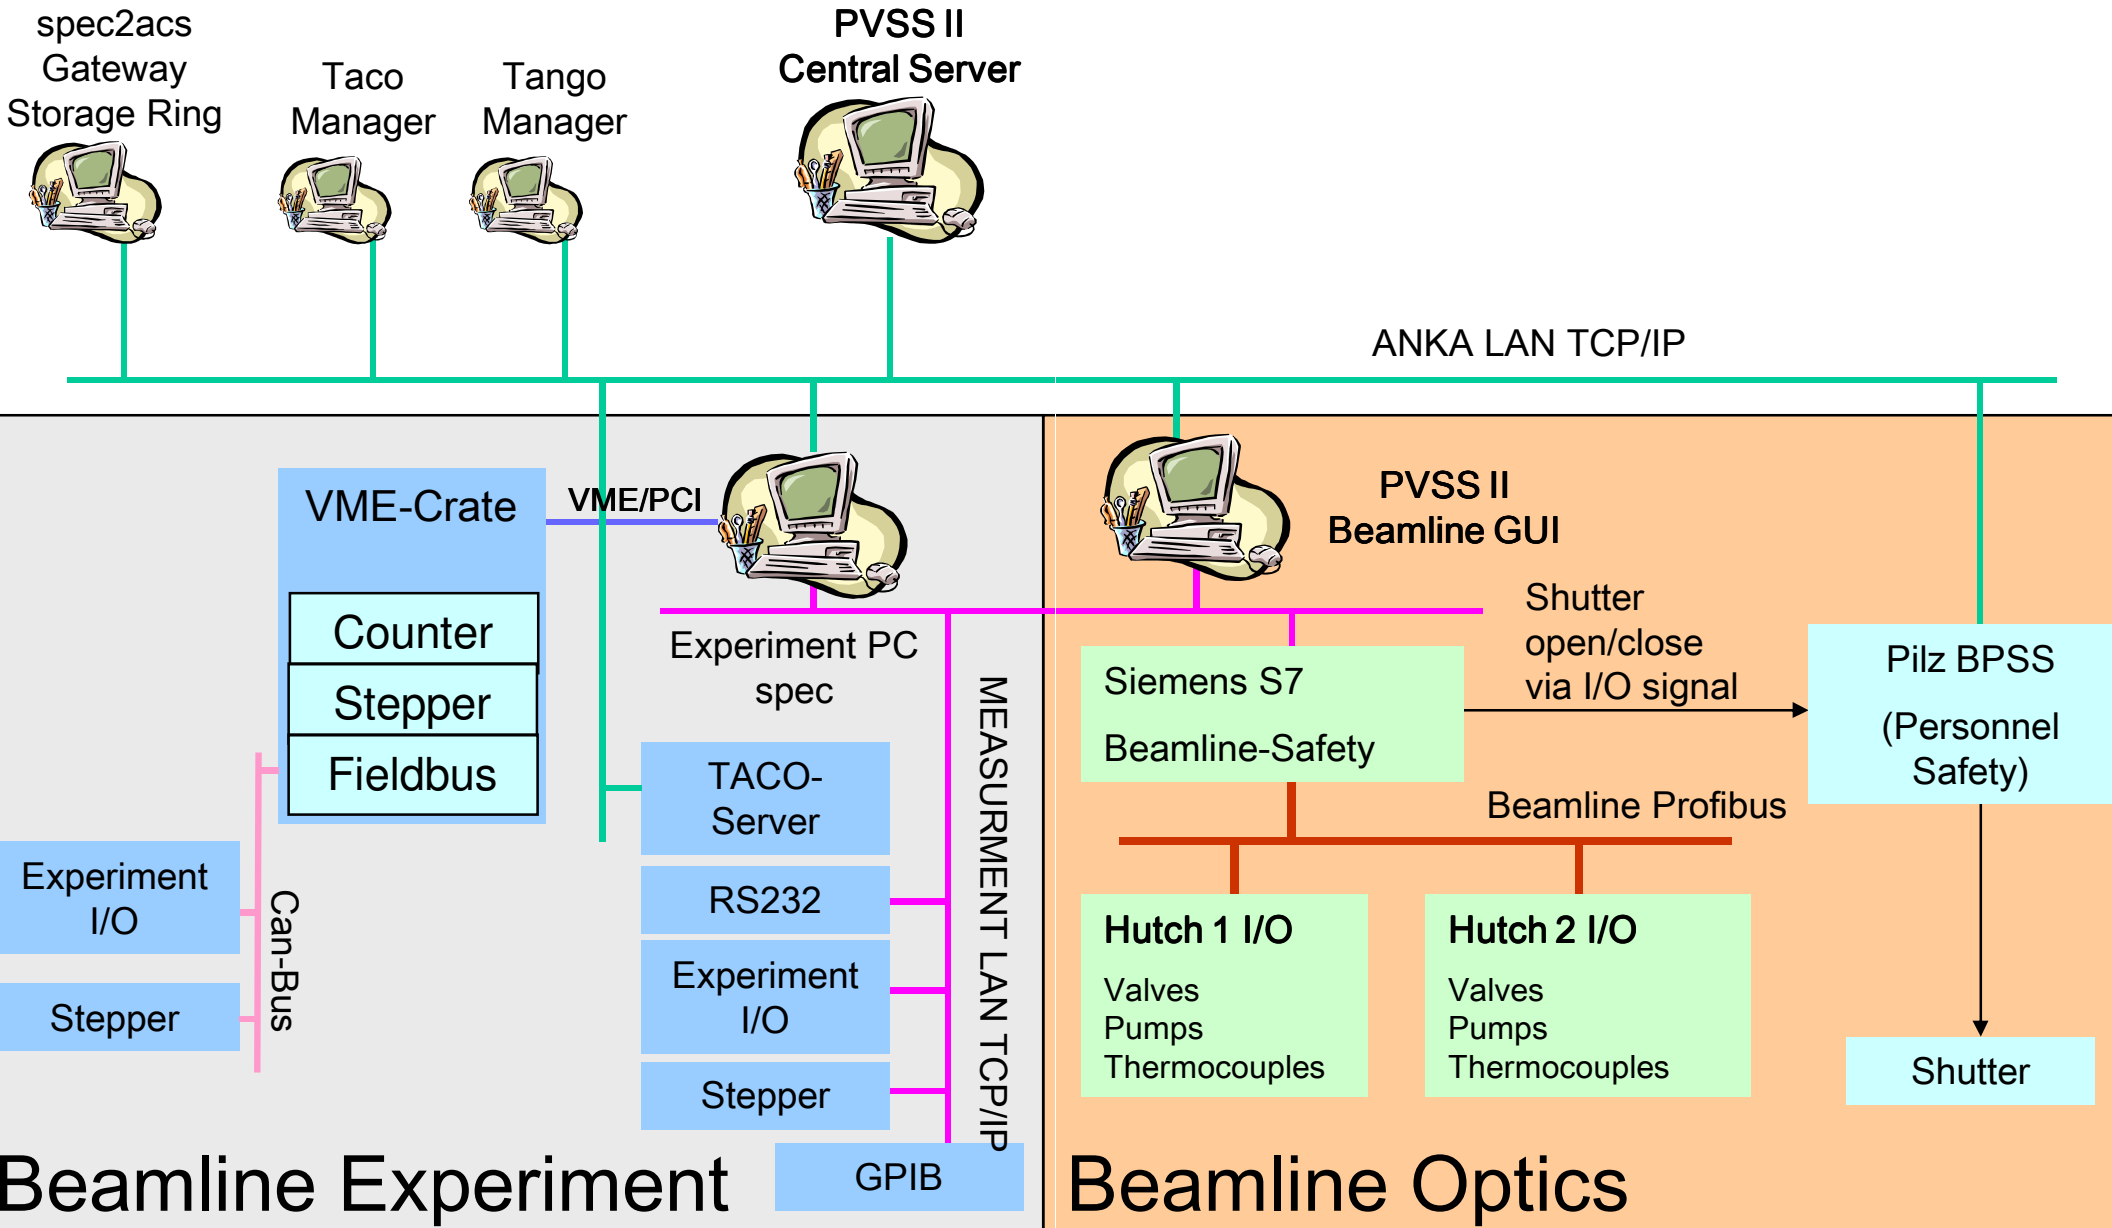 spec2acs
Gateway
Storage Ring
Taco
Manager
Tango
Manager
PVSS II
Central Server
ANKA LAN TCP/IP
VME-Crate
VME/PCI
Counter
Stepper
Fieldbus
Experiment PC
spec
PVSS II
Beamline GUI
Shutter
open/close
via I/O signal
Siemens S7
Beamline-Safety
Pilz BPSS
(Personnel
Safety)
Beamline Profibus
TACO-
Server
RS232
Experiment
I/O
Stepper
GPIB
MEASURMENT LAN TCP/IP
Experiment
I/O
Stepper
Can-Bus
Hutch 1 I/O
Valves
Pumps
Thermocouples
Hutch 2 I/O
Valves
Pumps
Thermocouples
Shutter
Beamline Experiment
Beamline Optics